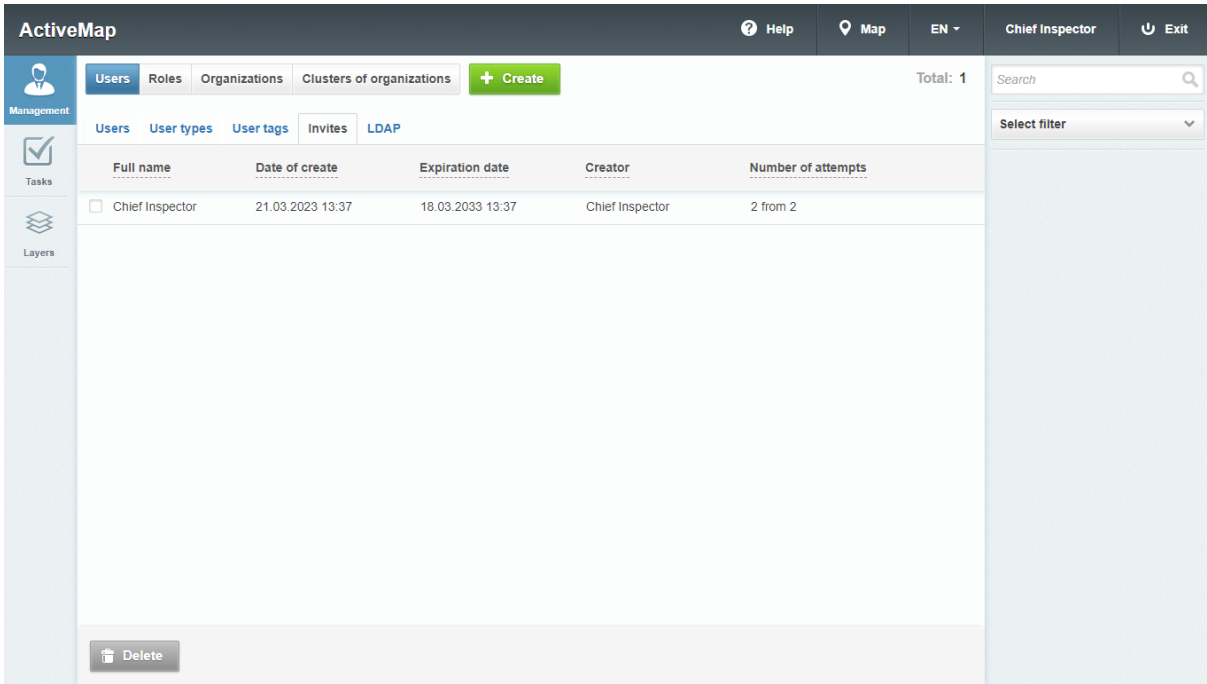 ActiveMap Help Map EN Chief Inspector Exit
Management
Tasks
Layers
Users Roles Organizations Clusters of organizations Create Total: 1
Users User types User tags Invites LDAP
Full name Date of create Expiration date Creator Number of attempts
Chief Inspector 21.03.2023 13:37 18.03.2033 13:37 Chief Inspector 2 from 2
Delete
Search
Select filter